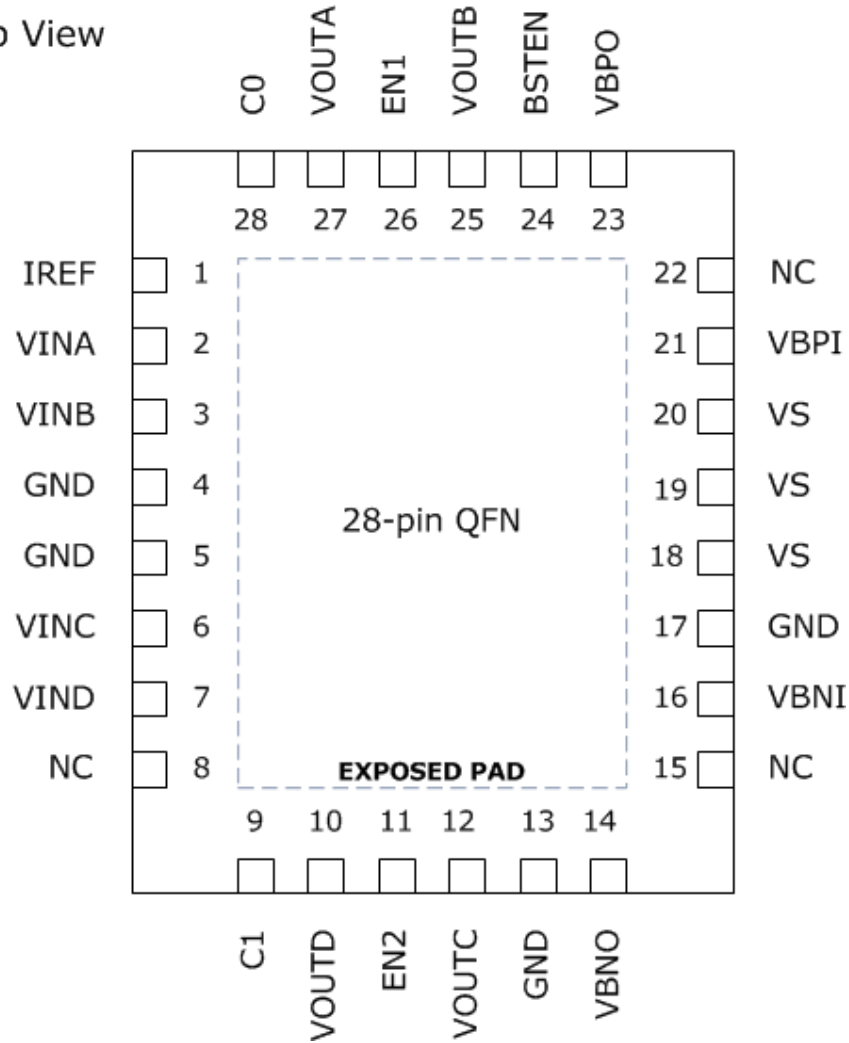 View
C0 VOUTA EN1 VOUTB BSTEN VBPO
28 27 26 25 24 23
IREF 1 22 NC
VINA 2 21 VBPI
VINB 3 20 VS
GND 4 19 VS
28-pin QFN
GND 5 18 VS
VINC 6 17 GND
VIND 7 16 VBNI
NC 8 EXPOSED PAD 15 NC
9 10 11 12 13 14
C1 VOUTD EN2 VOUTC GND VBNO